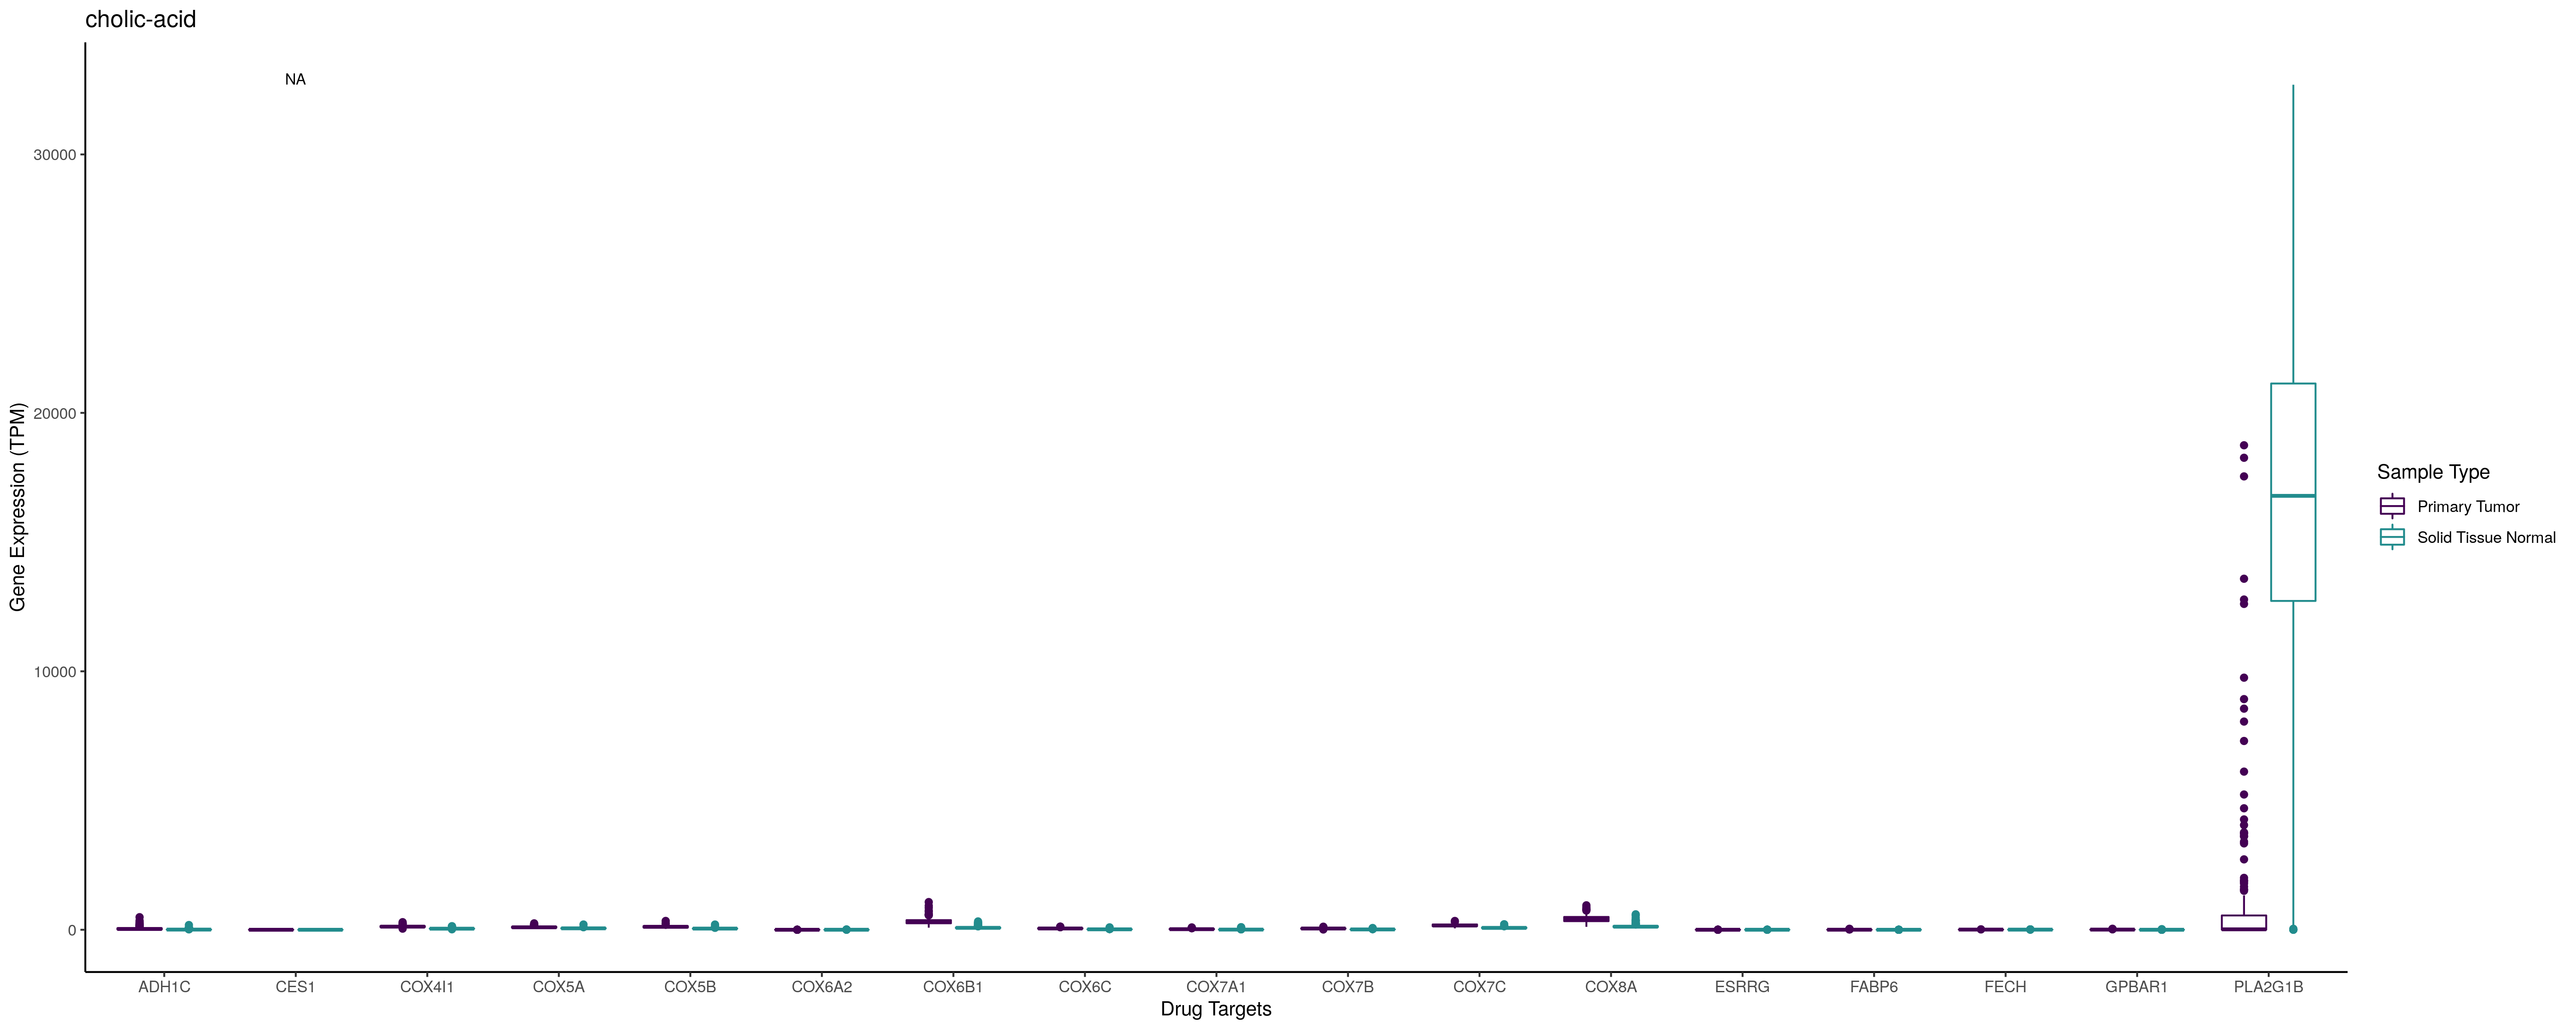 cholic-acid
NA
30000
20000
10000
0
Gene Expression (TPM)
ADH1C CES1 COX4I1 COX5A COX5B COX6A2 COX6B1 COX6C COX7A1 COX7B COX7C COX8A ESRRG FABP6 FECH GPBAR1 PLA2G1B
Drug Targets
Sample Type
Primary Tumor
Solid Tissue Normal